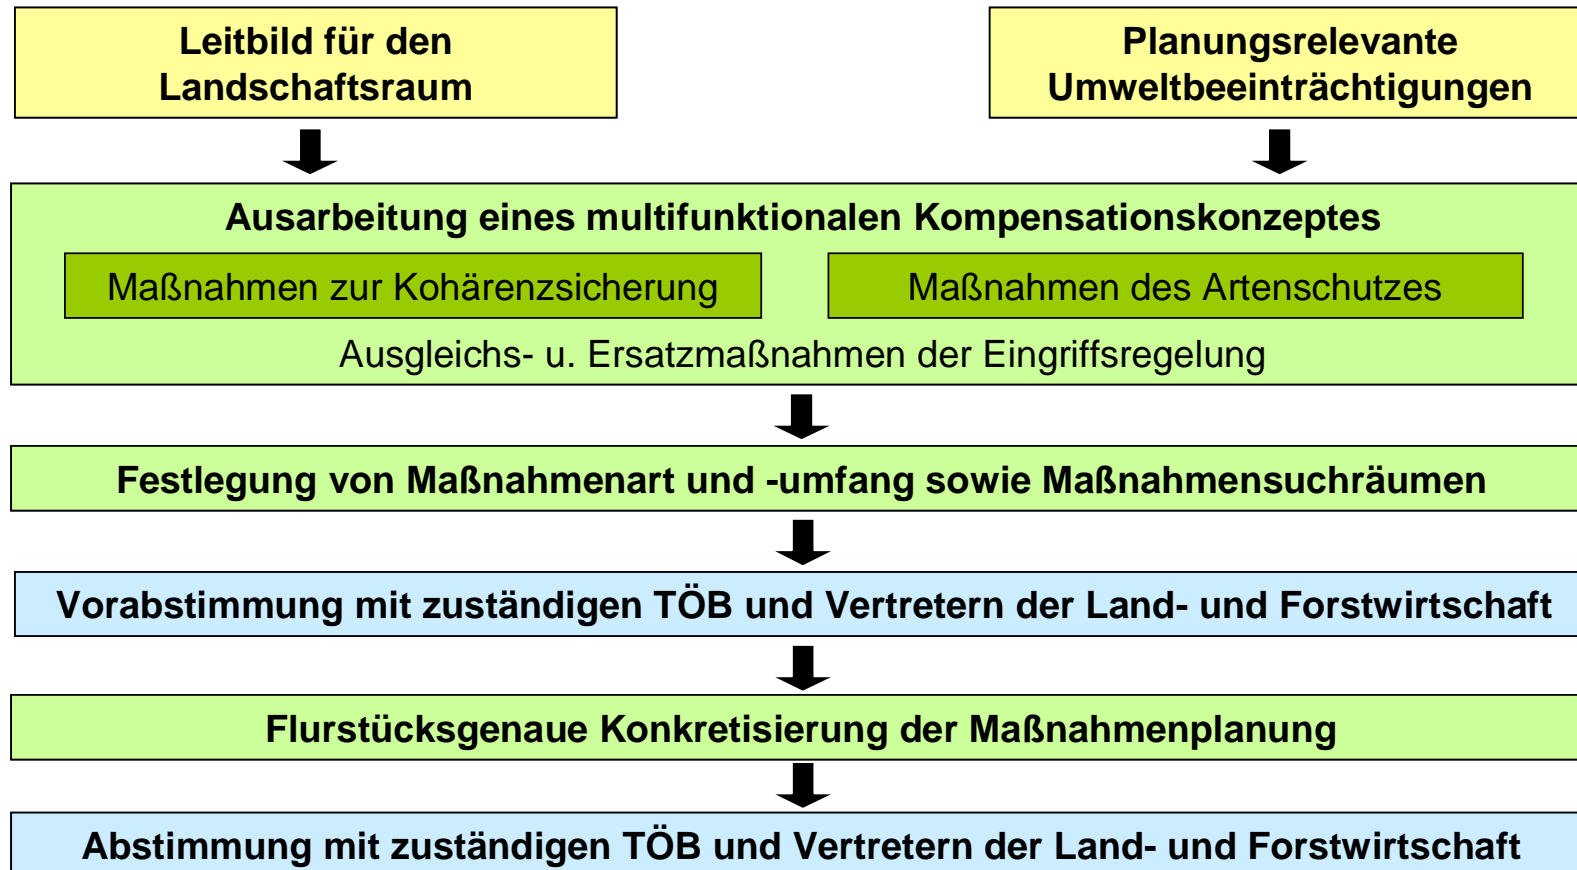 Leitbild für den
Landschaftsraum
Planungsrelevante
Umweltbeeinträchtigungen
Ausarbeitung eines multifunktionalen Kompensationskonzeptes
Maßnahmen zur Kohärenzsicherung
Maßnahmen des Artenschutzes
Ausgleichs- u. Ersatzmaßnahmen der Eingriffsregelung
Festlegung von Maßnahmenart und -umfang sowie Maßnahmensuchräumen
Vorabstimmung mit zuständigen TÖB und Vertretern der Land- und Forstwirtschaft
Flurstücksgenaue Konkretisierung der Maßnahmenplanung
Abstimmung mit zuständigen TÖB und Vertretern der Land- und Forstwirtschaft